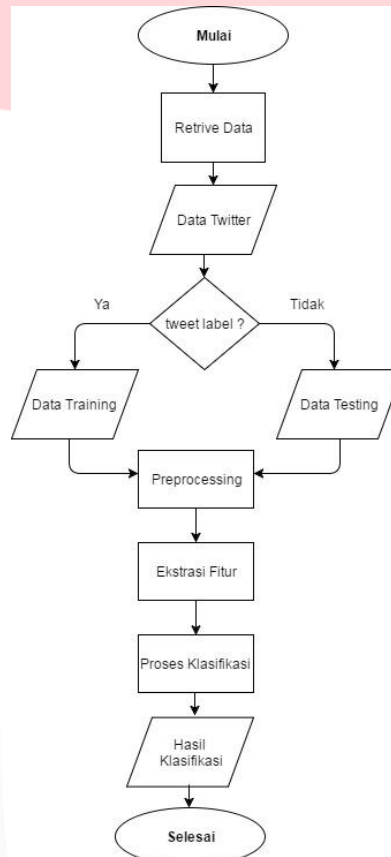 Mulai
Retrive Data
Data Twitter
tweet label ?
Ya
Tidak
Data Training
Data Testing
Preprocessing
Ekstrasi Fitur
Proses Klasifikasi
Hasil
Klasifikasi
Selesai